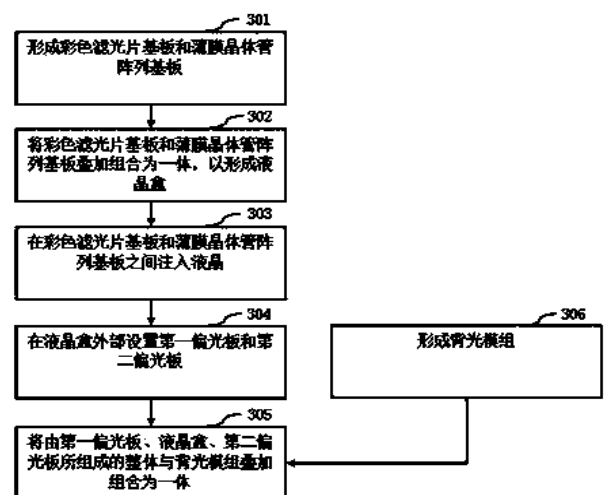 301
形成彩色滤光片基板和薄膜晶体管
阵列基板
302
将彩色滤光片基板和薄膜晶体管阵
列基板叠加组合为一体，以形成液
晶盒
303
在彩色滤光片基板和薄膜晶体管阵
列基板之间注入液晶
304
在液晶盒外部设置第一偏光板和第
二偏光板
306
形成背光模组
305
将由第一偏光板、液晶盒、第二偏
光板所组成的整体与背光模组叠加
组合为一体